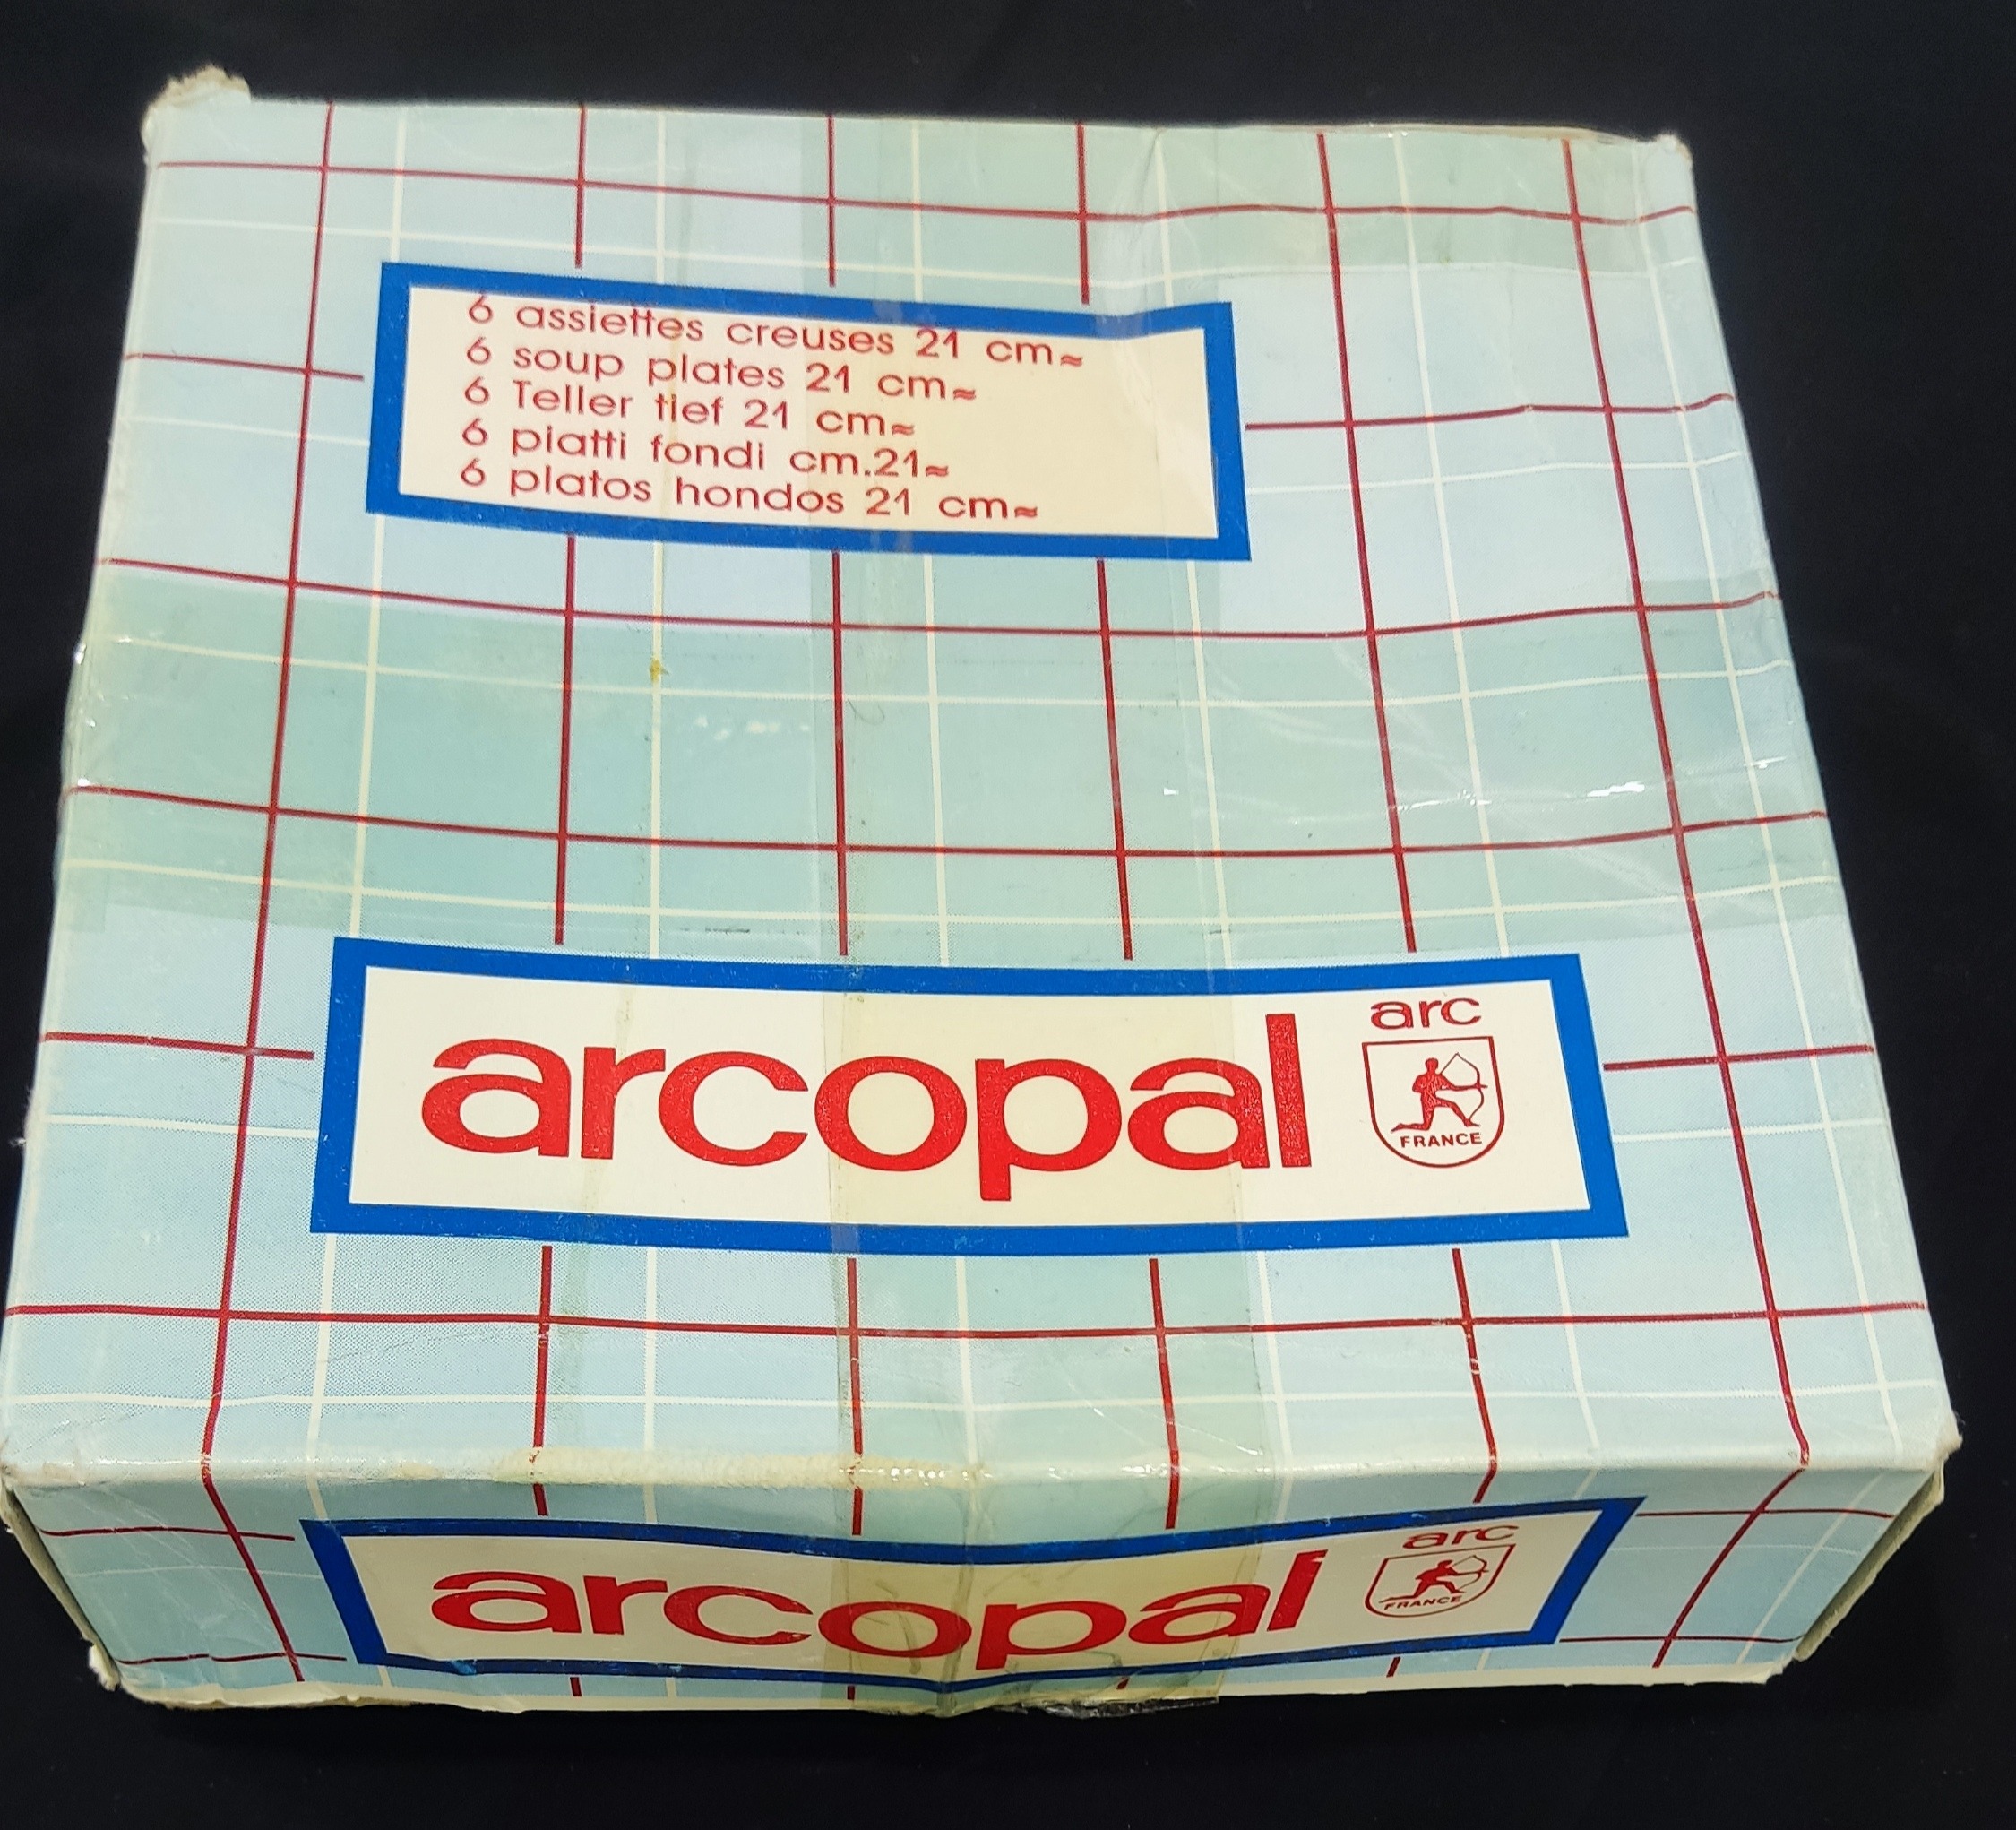 6 assiettes creuses 21 cm≈
6 soup plates 21 cm≈
6 Teller tief 21 cm≈
6 piatti fondi cm.21≈
6 platos hondos 21 cm≈
arcopal
arc
FRANCE
arcopal
arc
FRANCE